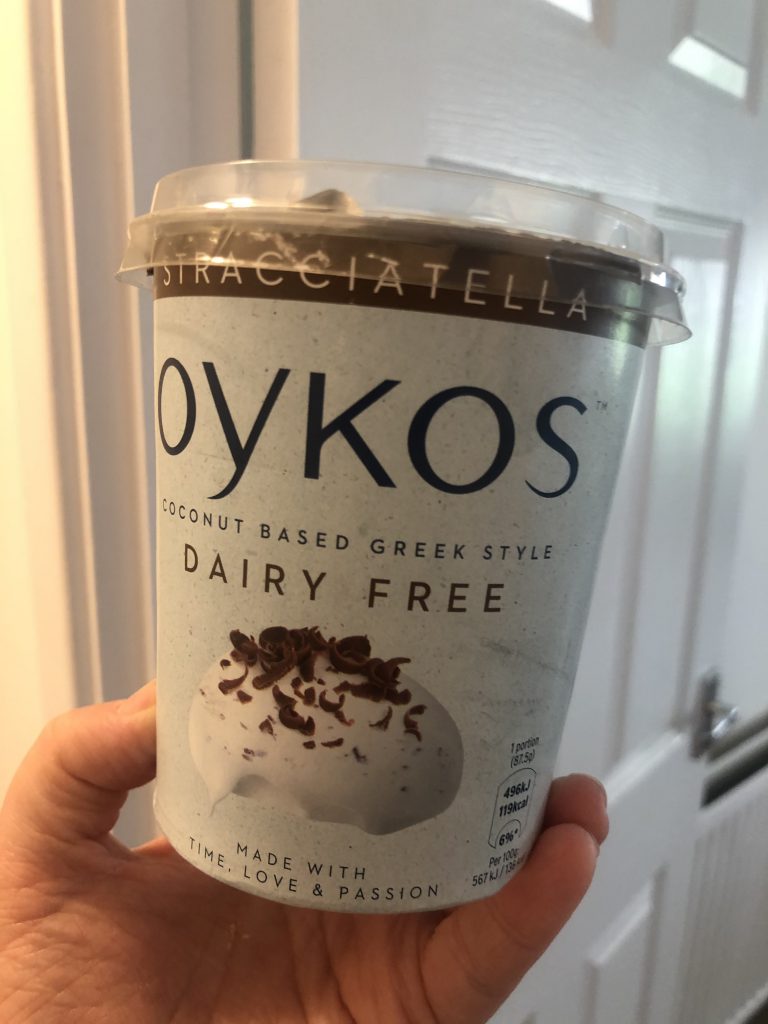 STRACCIATELLA
OYKOS™
COCONUT BASED GREEK STYLE
DAIRY FREE
1 portion
(87.5g)
496kJ
119kcal
6%*
Per 100g:
567 kJ /
MADE WITH
TIME, LOVE & PASSION